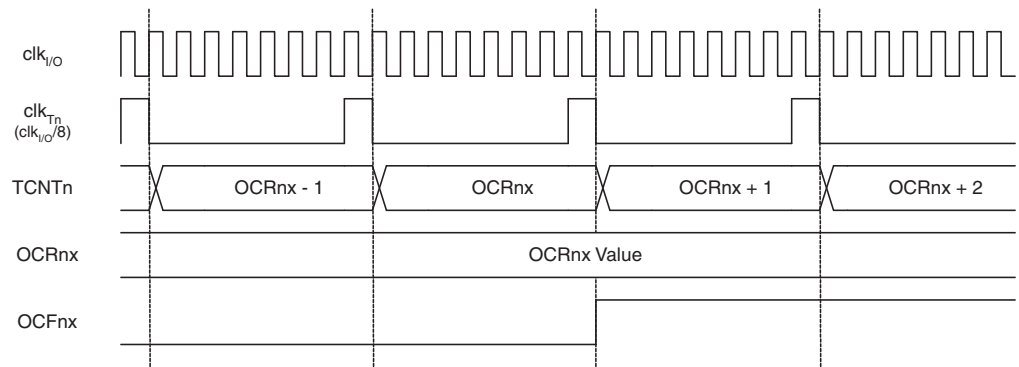 clkI/O
clkTn
(clkI/O/8)
TCNTn
OCRnx - 1
OCRnx
OCRnx + 1
OCRnx + 2
OCRnx
OCRnx Value
OCFnx